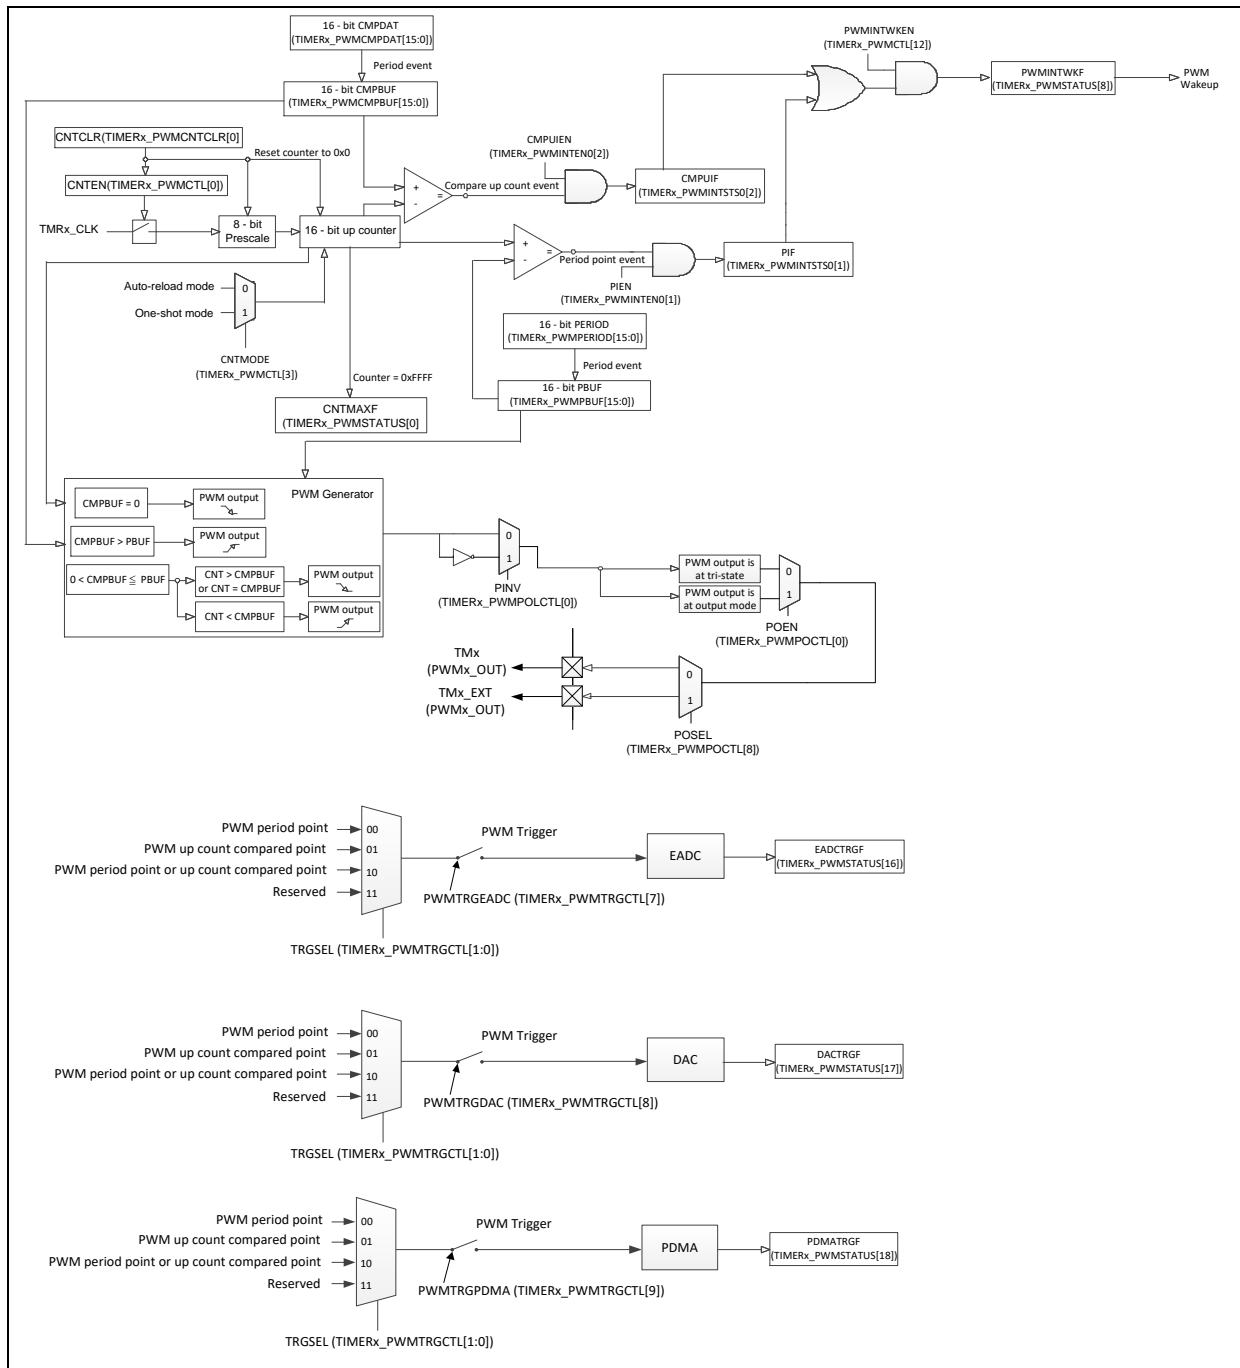 16 - bit CMPDAT
(TIMERx_PWMCMPDAT[15:0])
Period event
16 - bit CMPBUF
(TIMERx_PWMCMPBUF[15:0])
PWMINTWKEN
(TIMERx_PWMCTL[12])
PWMINTWKF
(TIMERx_PWMSTATUS[8])
PWM
Wakeup
CNTCLR(TIMERx_PWMCNTCLR[0]
Reset counter to 0x0
CNTEN(TIMERx_PWMCTL[0])
TMRx_CLK
8 - bit
Prescale
16 - bit up counter
+
-
=
Compare up count event
CMPUIEN
(TIMERx_PWMINTEN0[2])
CMPUIF
(TIMERx_PWMINTSTS0[2])
+
-
=
Period point event
PIEN
(TIMERx_PWMINTEN0[1])
PIF
(TIMERx_PWMINTSTS0[1])
Auto-reload mode
0
One-shot mode
1
CNTMODE
(TIMERx_PWMCTL[3])
Counter = 0xFFFF
CNTMAXF
(TIMERx_PWMSTATUS[0]
16 - bit PERIOD
(TIMERx_PWMPERIOD[15:0])
Period event
16 - bit PBUF
(TIMERx_PWMPBUF[15:0])
PWM Generator
CMPBUF = 0
PWM output
CMPBUF > PBUF
PWM output
0 < CMPBUF ≦ PBUF
CNT > CMPBUF
or CNT = CMPBUF
PWM output
CNT < CMPBUF
PWM output
0
1
PINV
(TIMERx_PWMPOLCTL[0])
PWM output is
at tri-state
PWM output is
at output mode
0
1
POEN
(TIMERx_PWMPOCTL[0])
TMx
(PWMx_OUT)
TMx_EXT
(PWMx_OUT)
0
1
POSEL
(TIMERx_PWMPOCTL[8])
PWM period point
00
PWM up count compared point
01
PWM period point or up count compared point
10
Reserved
11
PWM Trigger
PWMTRGEADC (TIMERx_PWMTRGCTL[7])
EADC
EADCTRGF
(TIMERx_PWMSTATUS[16])
TRGSEL (TIMERx_PWMTRGCTL[1:0])
PWM period point
00
PWM up count compared point
01
PWM period point or up count compared point
10
Reserved
11
PWM Trigger
PWMTRGDAC (TIMERx_PWMTRGCTL[8])
DAC
DACTRGF
(TIMERx_PWMSTATUS[17])
TRGSEL (TIMERx_PWMTRGCTL[1:0])
PWM period point
00
PWM up count compared point
01
PWM period point or up count compared point
10
Reserved
11
PWM Trigger
PWMTRGPDMA (TIMERx_PWMTRGCTL[9])
PDMA
PDMATRGF
(TIMERx_PWMSTATUS[18])
TRGSEL (TIMERx_PWMTRGCTL[1:0])